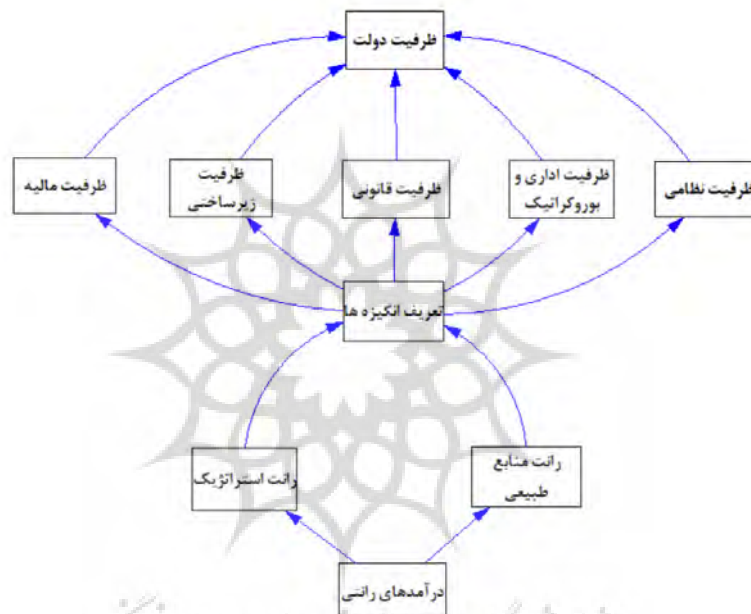 ظرفیت دولت
ظرفیت نظامی
ظرفیت اداری و
بوروکراتیک
ظرفیت قانونی
ظرفیت
زیرساختی
ظرفیت مالیه
تعریف انگیزه ها
رانت منابع
طبیعی
رانت استراتژیک
درآمدهای رانتی